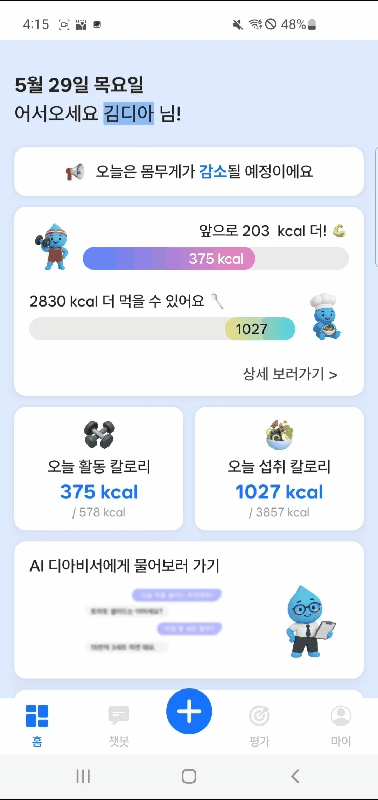 4:15
48%
5월 29일 목요일
어서오세요 김디아 님!
오늘은 몸무게가 감소될 예정이에요
앞으로 203 kcal 더!
375 kcal
2830 kcal 더 먹을 수 있어요
1027
상세 보러가기 >
오늘 활동 칼로리
375 kcal
/ 578 kcal
오늘 섭취 칼로리
1027 kcal
/ 3857 kcal
AI 디아비서에게 물어보러 가기
홈
챗봇
평가
마이